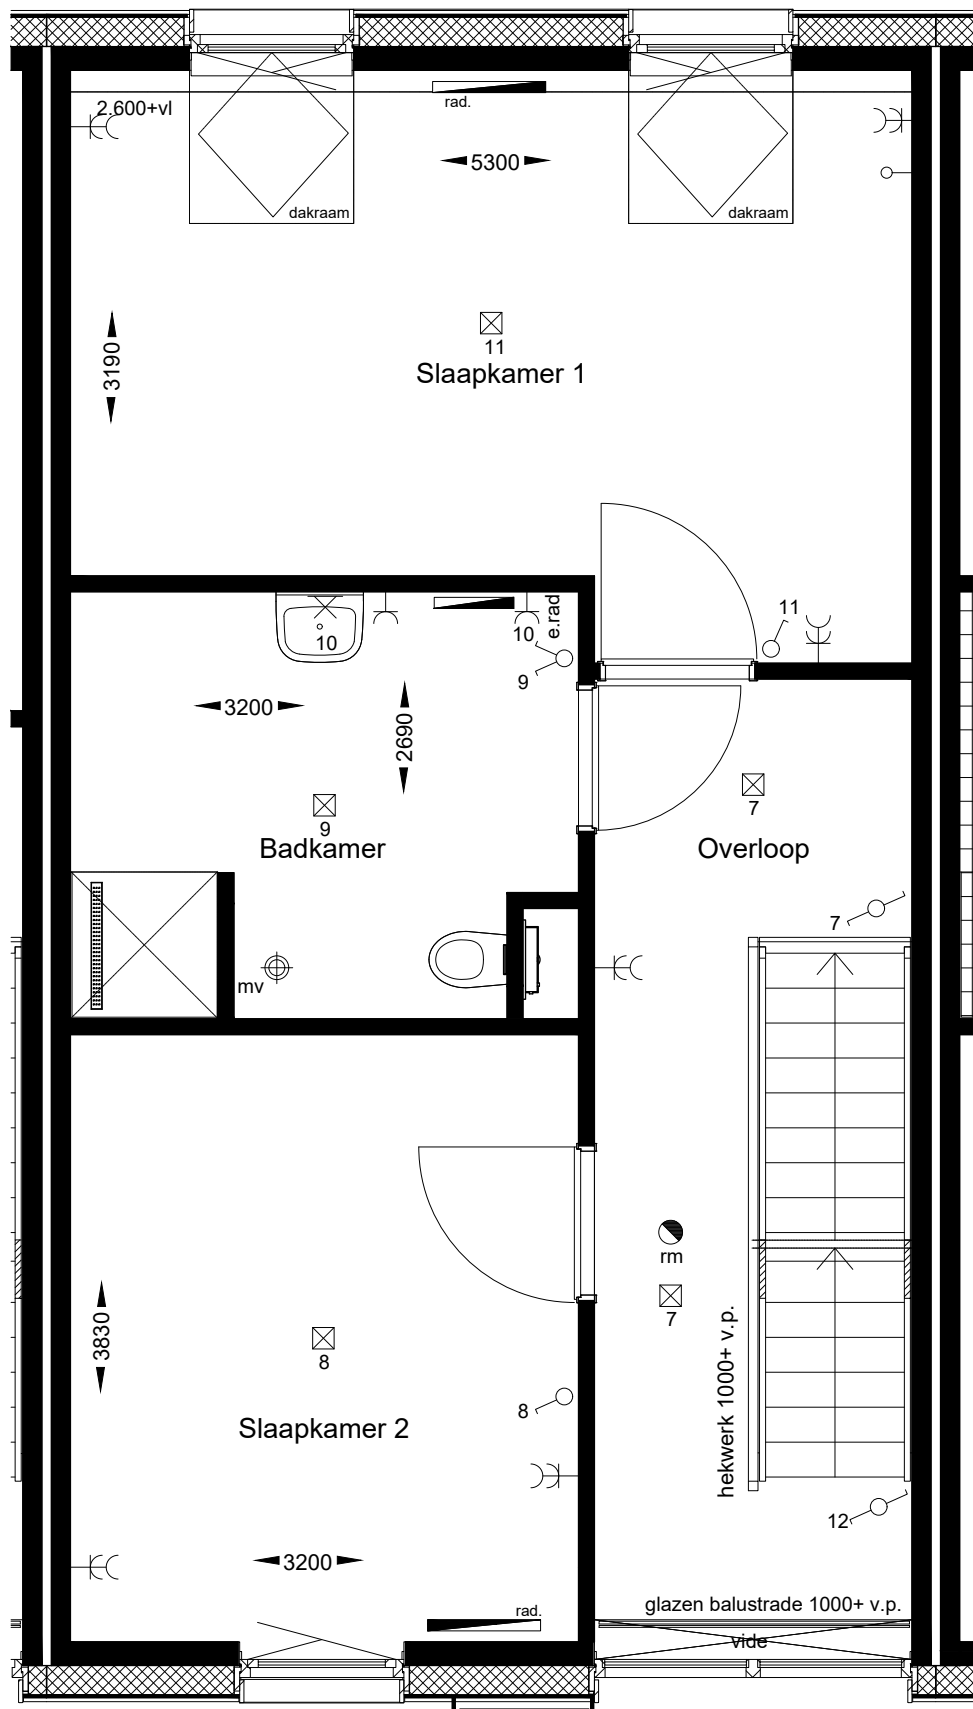 2.600+vl
rad.
5300
dakraam
dakraam
3190
11
Slaapkamer 1
11
10
10
e.rad
9
3200
2690
9
Badkamer
7
Overloop
7
mv
rm
7
hekwerk 1000+ v.p.
3830
8
8
Slaapkamer 2
12
3200
rad.
glazen balustrade 1000+ v.p.
vide